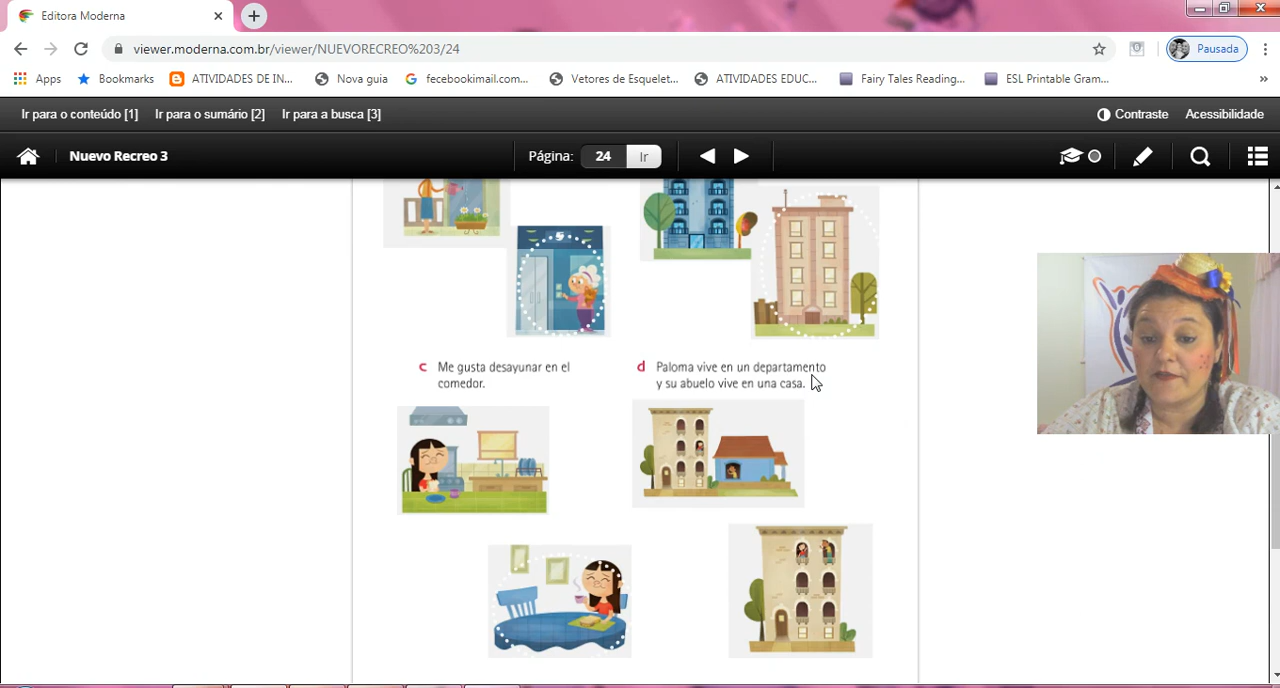 Editora Moderna
viewer.moderna.com.br/viewer/NUEVORECREO%203/24
Pausada
Apps
Bookmarks
ATIVIDADES DE IN...
Nova guia
fecebookimail.com...
Vetores de Esquelet...
ATIVIDADES EDUC...
Fairy Tales Reading...
ESL Printable Gram...
»
Ir para o conteúdo [1]
Ir para o sumário [2]
Ir para a busca [3]
Contraste
Acessibilidade
Nuevo Recreo 3
Página:
24
Ir
c Me gusta desayunar en el
comedor.
d Paloma vive en un departamento
y su abuelo vive en una casa.